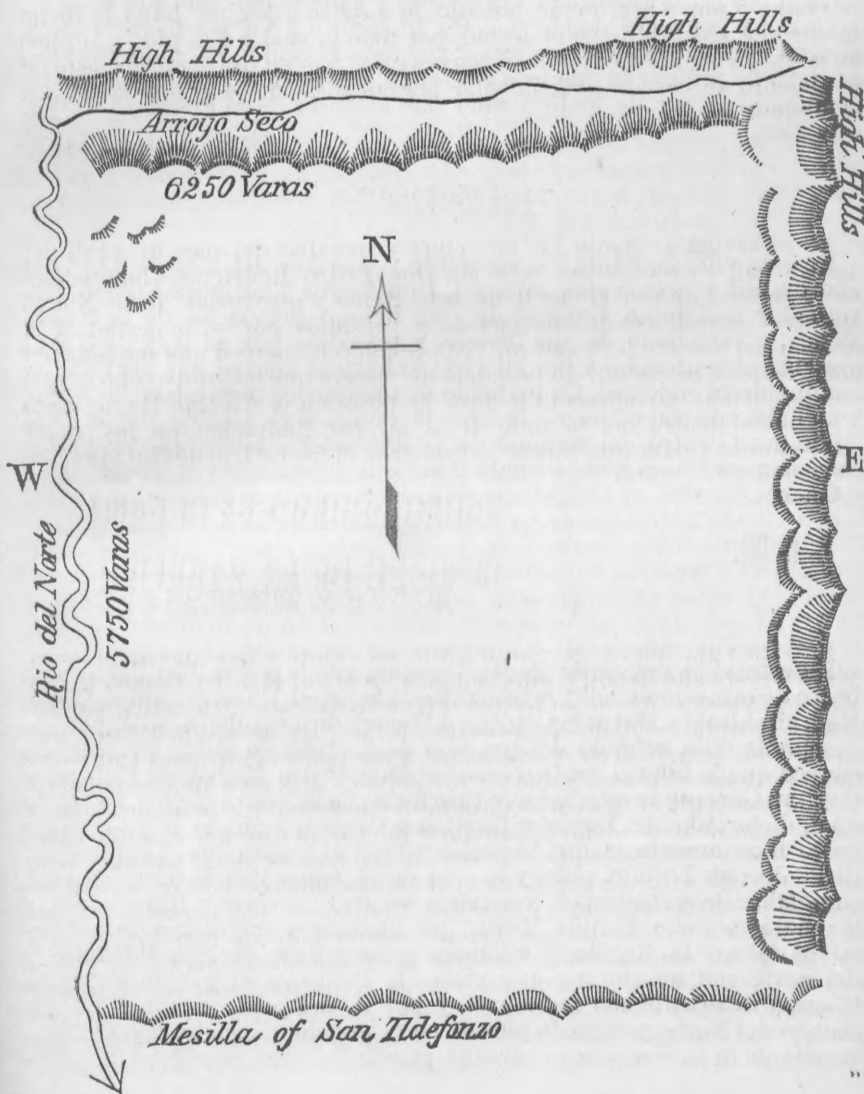 High Hills
High Hills
High Hills
Arroyo Seco
6250 Varas
N
W
E
Rio del Norte
5750 Varas
Mesilla of San Ildefonzo